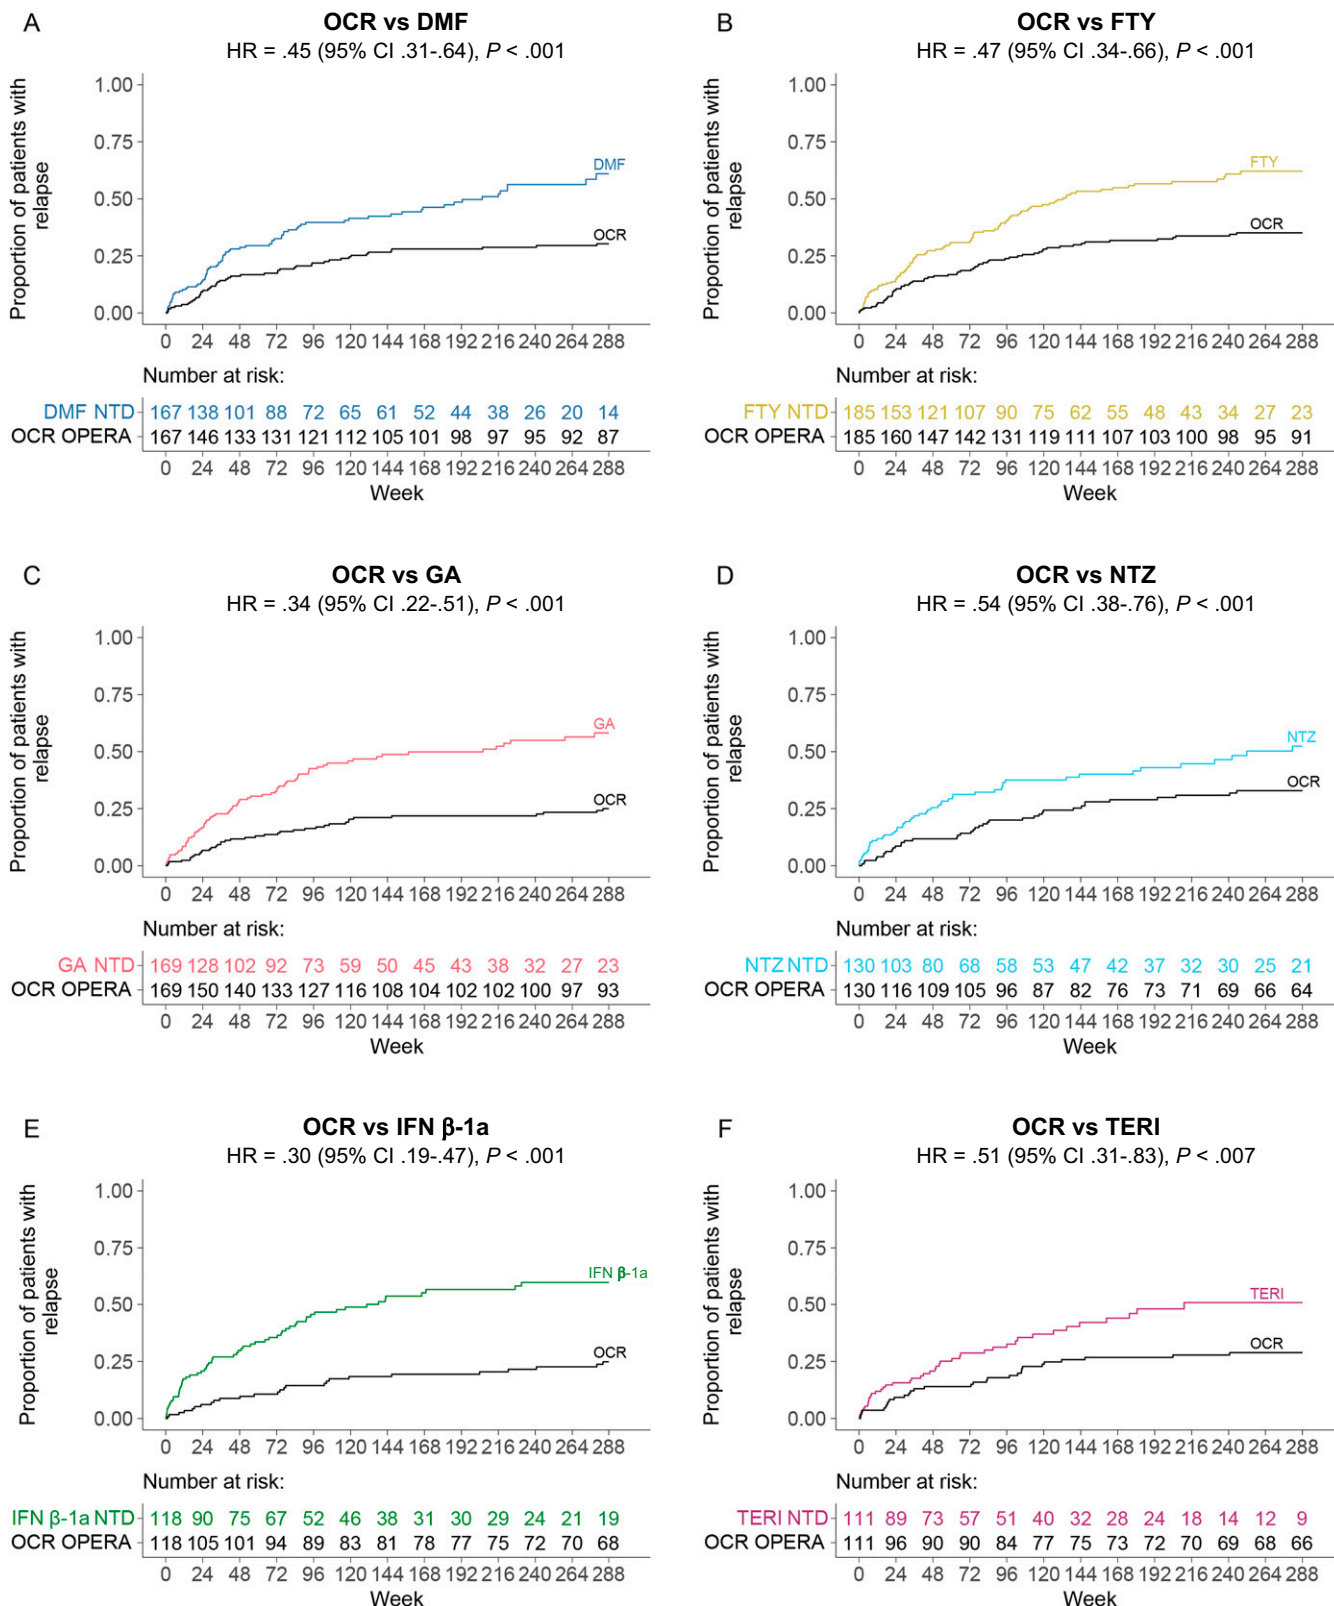 A
OCR vs DMF
HR = .45 (95% CI .31-.64), P < .001
Proportion of patients with
relapse
1.00
0.75
0.50
0.25
0.00
DMF
OCR
0 24 48 72 96 120 144 168 192 216 240 264 288
Number at risk:
DMF NTD 167 138 101 88 72 65 61 52 44 38 26 20 14
OCR OPERA 167 146 133 131 121 112 105 101 98 97 95 92 87
0 24 48 72 96 120 144 168 192 216 240 264 288
Week
B
OCR vs FTY
HR = .47 (95% CI .34-.66), P < .001
Proportion of patients with
relapse
1.00
0.75
0.50
0.25
0.00
FTY
OCR
0 24 48 72 96 120 144 168 192 216 240 264 288
Number at risk:
FTY NTD 185 153 121 107 90 75 62 55 48 43 34 27 23
OCR OPERA 185 160 147 142 131 119 111 107 103 100 98 95 91
0 24 48 72 96 120 144 168 192 216 240 264 288
Week
C
OCR vs GA
HR = .34 (95% CI .22-.51), P < .001
Proportion of patients with
relapse
1.00
0.75
0.50
0.25
0.00
GA
OCR
0 24 48 72 96 120 144 168 192 216 240 264 288
Number at risk:
GA NTD 169 128 102 92 73 59 50 45 43 38 32 27 23
OCR OPERA 169 150 140 133 127 116 108 104 102 102 100 97 93
0 24 48 72 96 120 144 168 192 216 240 264 288
Week
D
OCR vs NTZ
HR = .54 (95% CI .38-.76), P < .001
Proportion of patients with
relapse
1.00
0.75
0.50
0.25
0.00
NTZ
OCR
0 24 48 72 96 120 144 168 192 216 240 264 288
Number at risk:
NTZ NTD 130 103 80 68 58 53 47 42 37 32 30 25 21
OCR OPERA 130 116 109 105 96 87 82 76 73 71 69 66 64
0 24 48 72 96 120 144 168 192 216 240 264 288
Week
E
OCR vs IFN β-1a
HR = .30 (95% CI .19-.47), P < .001
Proportion of patients with
relapse
1.00
0.75
0.50
0.25
0.00
IFN β-1a
OCR
0 24 48 72 96 120 144 168 192 216 240 264 288
Number at risk:
IFN β-1a NTD 118 90 75 67 52 46 38 31 30 29 24 21 19
OCR OPERA 118 105 101 94 89 83 81 78 77 75 72 70 68
0 24 48 72 96 120 144 168 192 216 240 264 288
Week
F
OCR vs TERI
HR = .51 (95% CI .31-.83), P < .007
Proportion of patients with
relapse
1.00
0.75
0.50
0.25
0.00
TERI
OCR
0 24 48 72 96 120 144 168 192 216 240 264 288
Number at risk:
TERI NTD 111 89 73 57 51 40 32 28 24 18 14 12 9
OCR OPERA 111 96 90 90 84 77 75 73 72 70 69 68 66
0 24 48 72 96 120 144 168 192 216 240 264 288
Week